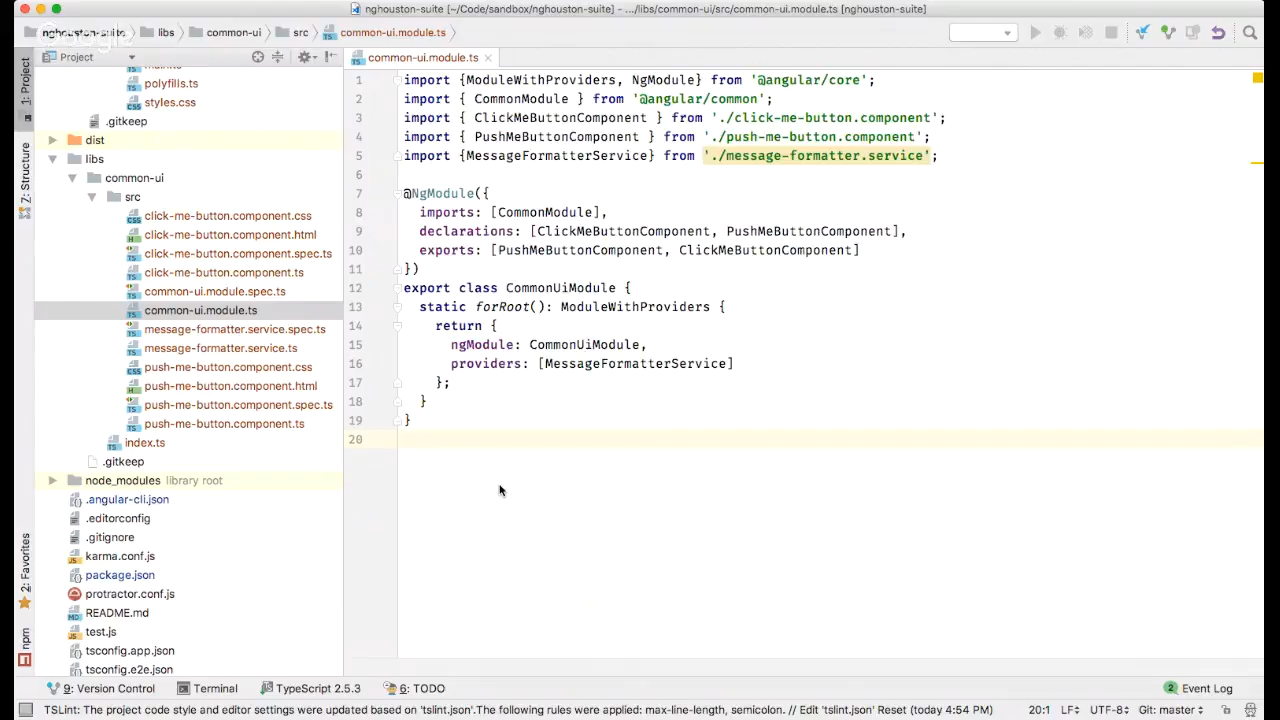 nghouston-suite [~/Code/sandbox/nghouston-suite] - .../libs/common-ui/src/common-ui.module.ts [nghouston-suite]
nghouston-suite libs common-ui src common-ui.module.ts
Project
common-ui.module.ts
1: Project
Z: Structure
2: Favorites
npm
polyfills.ts
styles.css
.gitkeep
dist
libs
common-ui
src
click-me-button.component.css
click-me-button.component.html
click-me-button.component.spec.ts
click-me-button.component.ts
common-ui.module.spec.ts
common-ui.module.ts
message-formatter.service.spec.ts
message-formatter.service.ts
push-me-button.component.css
push-me-button.component.html
push-me-button.component.spec.ts
push-me-button.component.ts
index.ts
.gitkeep
node_modules library root
.angular-cli.json
.editorconfig
.gitignore
karma.conf.js
package.json
protractor.conf.js
README.md
test.js
tsconfig.app.json
tsconfig.e2e.json
1 import {ModuleWithProviders, NgModule} from '@angular/core';
2 import { CommonModule } from '@angular/common';
3 import { ClickMeButtonComponent } from './click-me-button.component';
4 import { PushMeButtonComponent } from './push-me-button.component';
5 import {MessageFormatterService} from './message-formatter.service';
6
7 @NgModule({
8 imports: [CommonModule],
9 declarations: [ClickMeButtonComponent, PushMeButtonComponent],
10 exports: [PushMeButtonComponent, ClickMeButtonComponent]
11 })
12 export class CommonUiModule {
13 static forRoot(): ModuleWithProviders {
14 return {
15 ngModule: CommonUiModule,
16 providers: [MessageFormatterService]
17 };
18 }
19 }
20
9: Version Control Terminal TypeScript 2.5.3 6: TODO 2 Event Log
TSLint: The project code style and editor settings were updated based on 'tslint.json'.The following rules were applied: max-line-length, semicolon. // Edit 'tslint.json' Reset (today 4:54 PM) 20:1 LF÷ UTF-8÷ Git: master÷